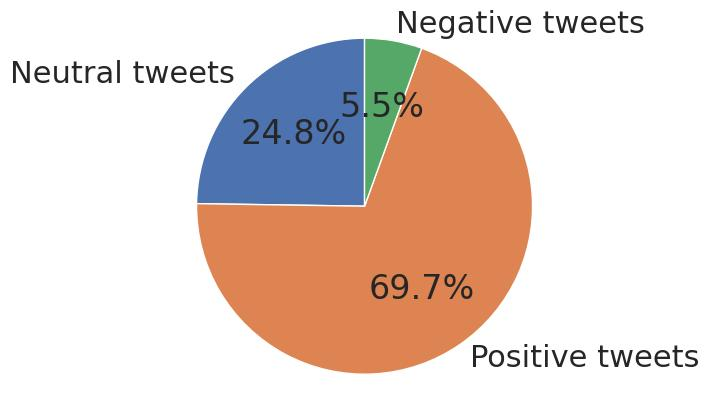 Negative tweets
Neutral tweets
5.5%
24.8%
69.7%
Positive tweets